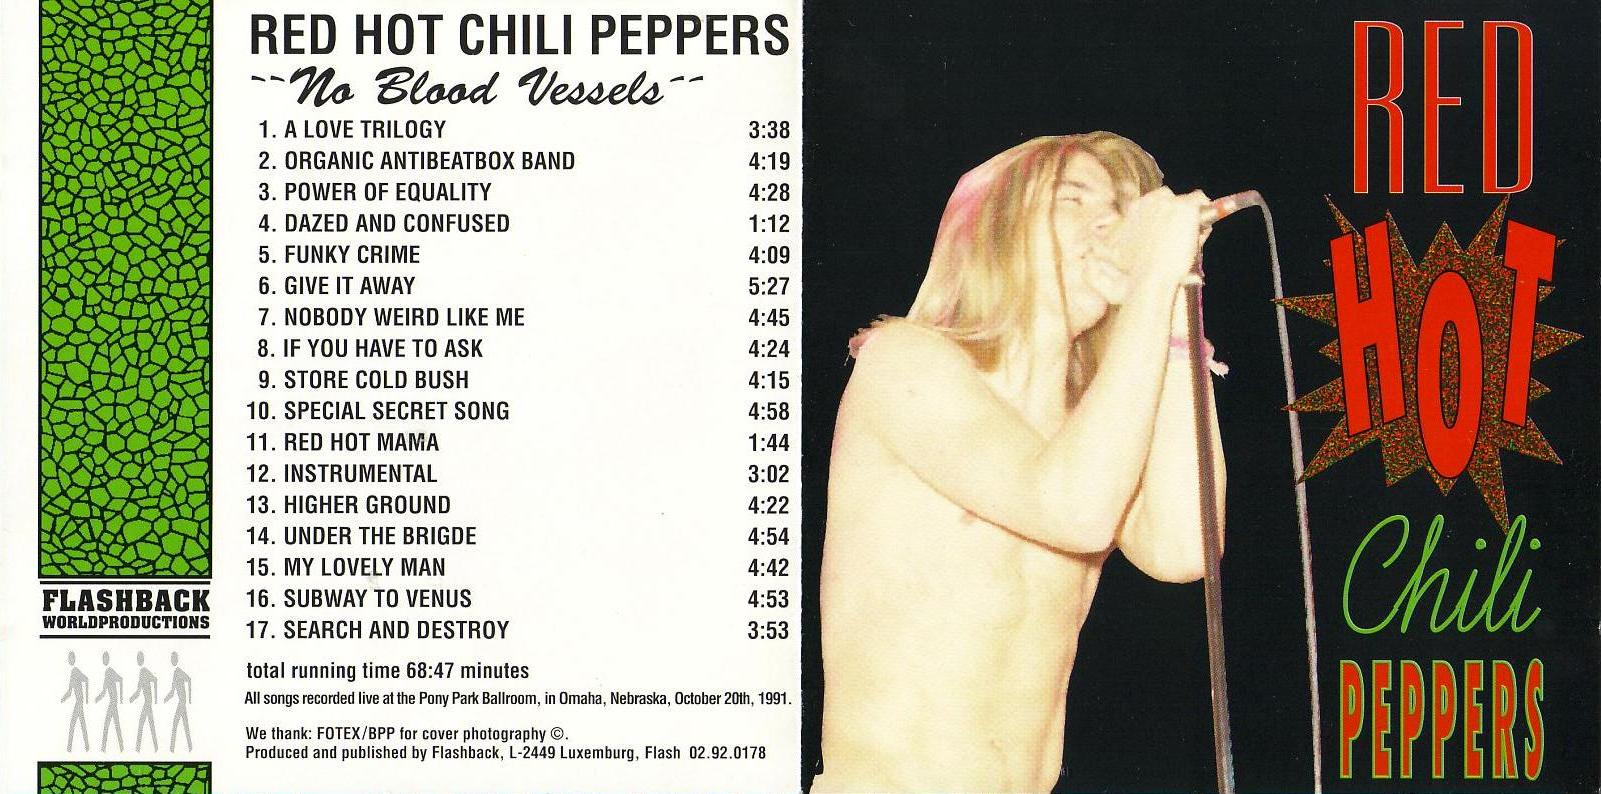 RED HOT CHILI PEPPERS
--No Blood Vessels--
1. A LOVE TRILOGY 3:38
2. ORGANIC ANTIBEATBOX BAND 4:19
3. POWER OF EQUALITY 4:28
4. DAZED AND CONFUSED 1:12
5. FUNKY CRIME 4:09
6. GIVE IT AWAY 5:27
7. NOBODY WEIRD LIKE ME 4:45
8. IF YOU HAVE TO ASK 4:24
9. STORE COLD BUSH 4:15
10. SPECIAL SECRET SONG 4:58
11. RED HOT MAMA 1:44
12. INSTRUMENTAL 3:02
13. HIGHER GROUND 4:22
14. UNDER THE BRIGDE 4:54
15. MY LOVELY MAN 4:42
16. SUBWAY TO VENUS 4:53
17. SEARCH AND DESTROY 3:53
total running time 68:47 minutes
All songs recorded live at the Pony Park Ballroom, in Omaha, Nebraska, October 20th, 1991.
We thank: FOTEX/BPP for cover photography ©.
Produced and published by Flashback, L-2449 Luxemburg, Flash 02.92.0178
FLASHBACK
WORLDPRODUCTIONS
RED
HOT
Chili
PEPPERS